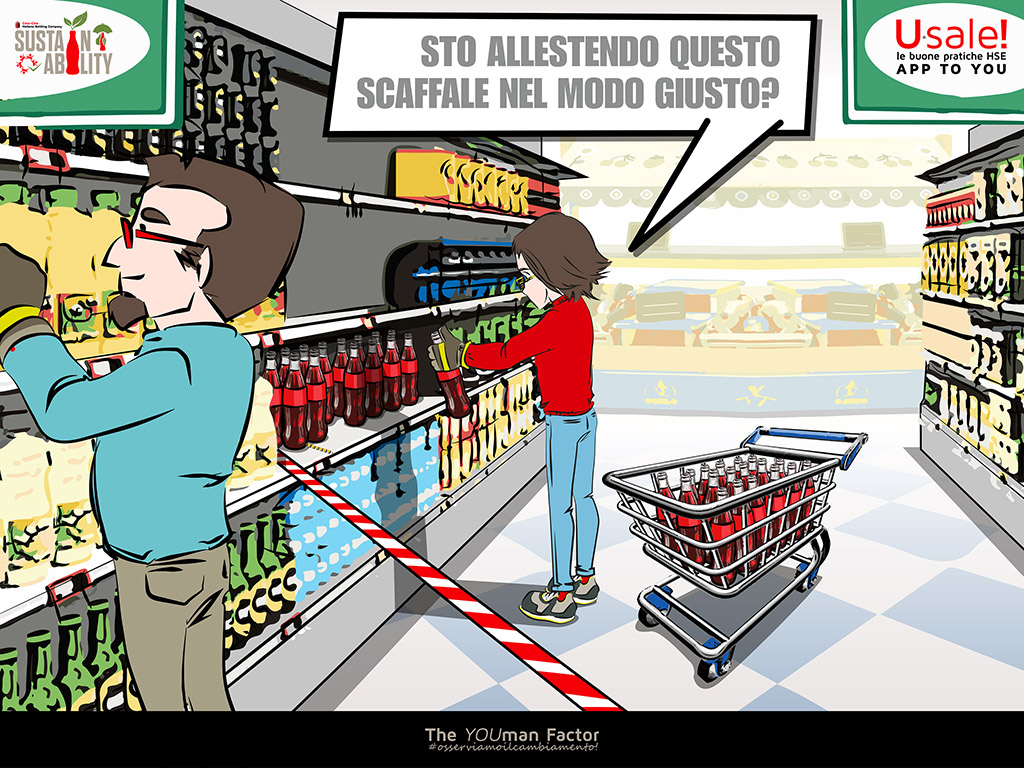 Coca-Cola
Hellenic Bottling Company
SUSTAIN
ABILITY
STO ALLESTENDO QUESTO
SCAFFALE NEL MODO GIUSTO?
Usale!
le buone pratiche HSE
APP TO YOU
The YOUman Factor
#osserviamoilcambiamento!